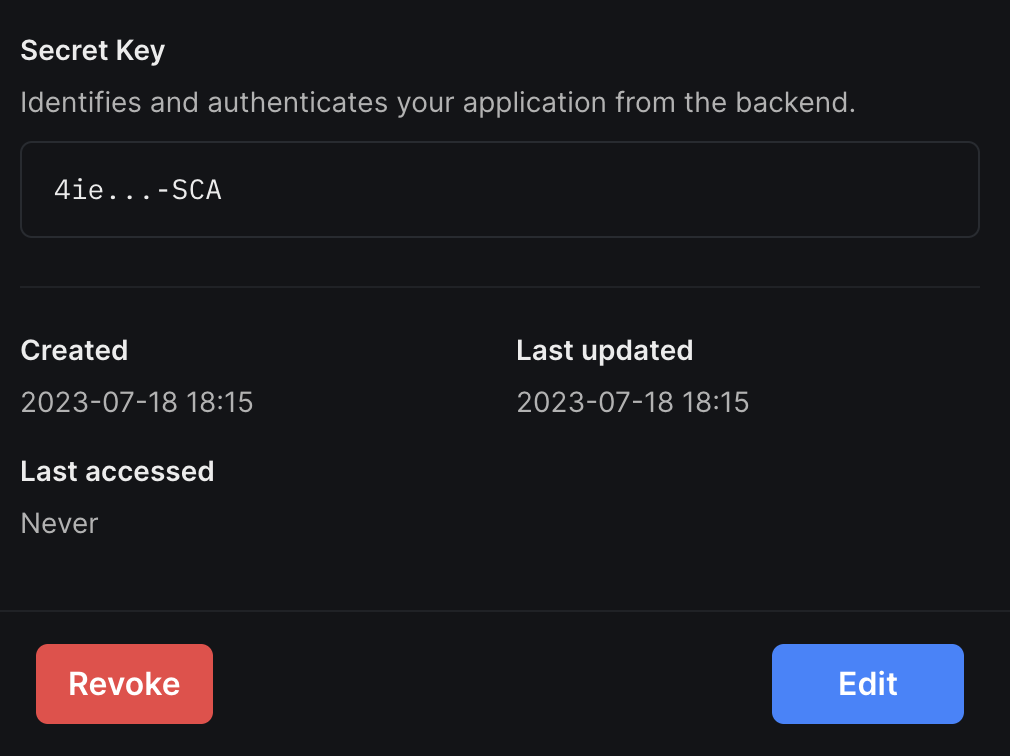 Secret Key
Identifies and authenticates your application from the backend.
4ie...-SCA
Created
2023-07-18 18:15
Last updated
2023-07-18 18:15
Last accessed
Never
Revoke
Edit